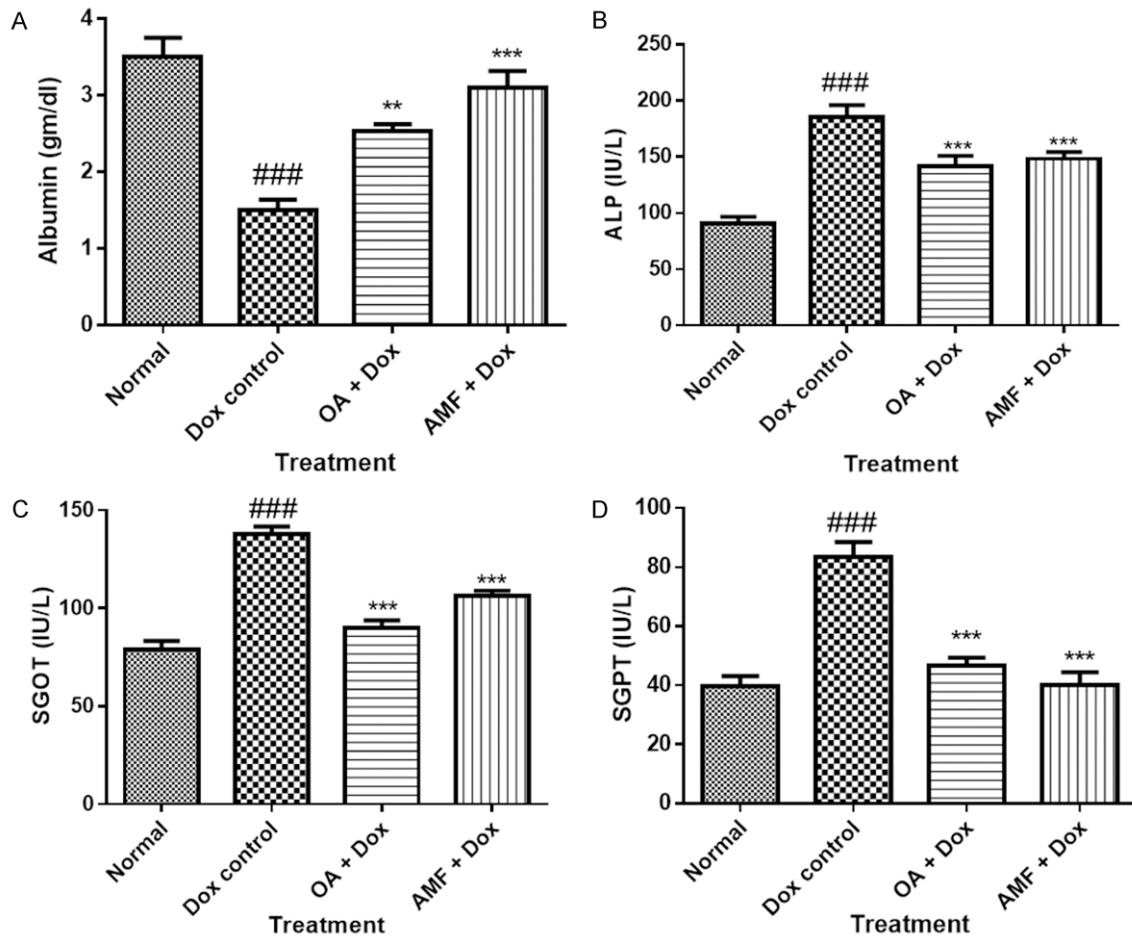 A
Albumin (gm/dl)
4
3
2
1
0
###
**
***
Normal
Dox control
OA + Dox
AMF + Dox
Treatment
B
ALP (IU/L)
250
200
150
100
50
0
###
***
***
Normal
Dox control
OA + Dox
AMF + Dox
Treatment
C
SGOT (IU/L)
150
100
50
0
###
***
***
Normal
Dox control
OA + Dox
AMF + Dox
Treatment
D
SGPT (IU/L)
100
80
60
40
20
0
###
***
***
Normal
Dox control
OA + Dox
AMF + Dox
Treatment